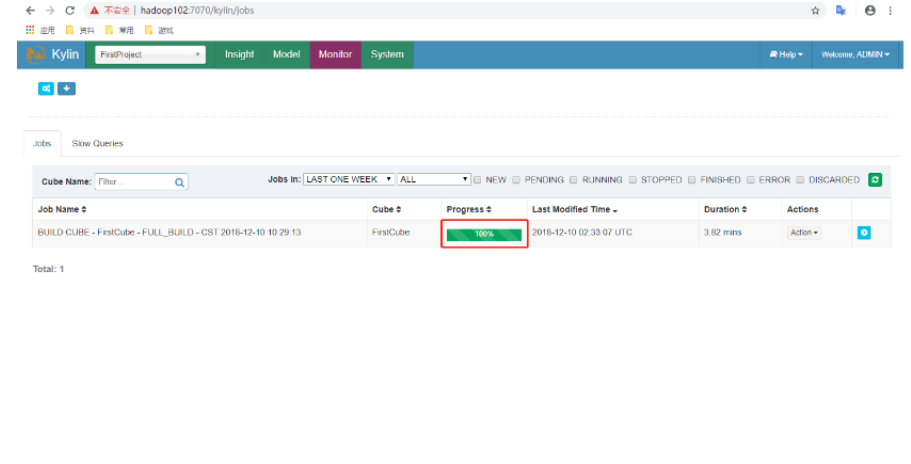 不安全 | hadoop102:7070/kylin/jobs
应用 资料 常用 游戏
Kylin FirstProject Insight Model Monitor System Help Welcome, ADMIN
Jobs Slow Queries
Cube Name: Filter ... Jobs in: LAST ONE WEEK ALL NEW PENDING RUNNING STOPPED FINISHED ERROR DISCARDED
Job Name Cube Progress Last Modified Time Duration Actions
BUILD CUBE - FirstCube - FULL_BUILD - CST 2018-12-10 10:29:13 FirstCube 100% 2018-12-10 02:33:07 UTC 3.82 mins Action
Total: 1